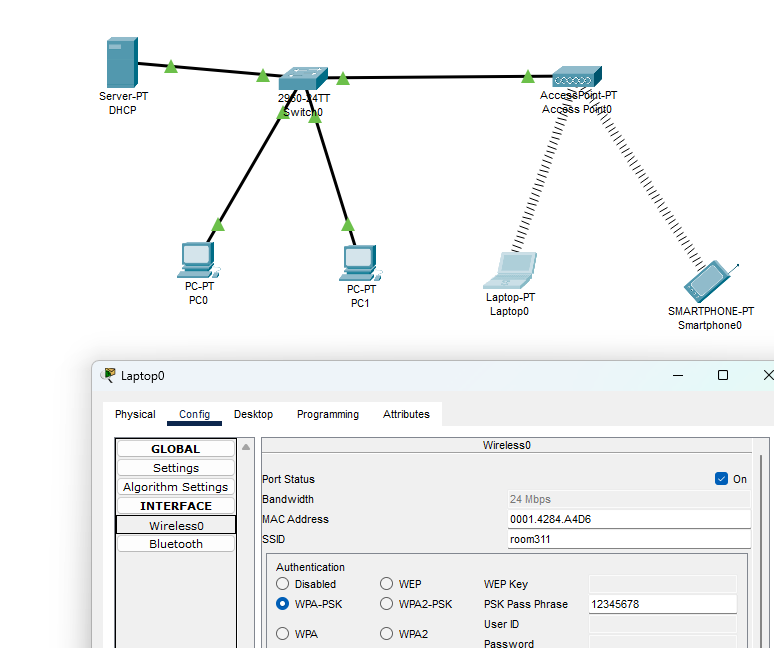 Server-PT
DHCP
2950-24TT
Switch0
AccessPoint-PT
Access Point0
PC-PT
PC0
PC-PT
PC1
Laptop-PT
Laptop0
SMARTPHONE-PT
Smartphone0
Laptop0
Physical Config Desktop Programming Attributes
GLOBAL
Settings
Algorithm Settings
INTERFACE
Wireless0
Bluetooth
Wireless0
Port Status On
Bandwidth 24 Mbps
MAC Address 0001.4284.A4D6
SSID room311
Authentication
Disabled WEP WEP Key
WPA-PSK WPA2-PSK PSK Pass Phrase 12345678
User ID
WPA WPA2 Password